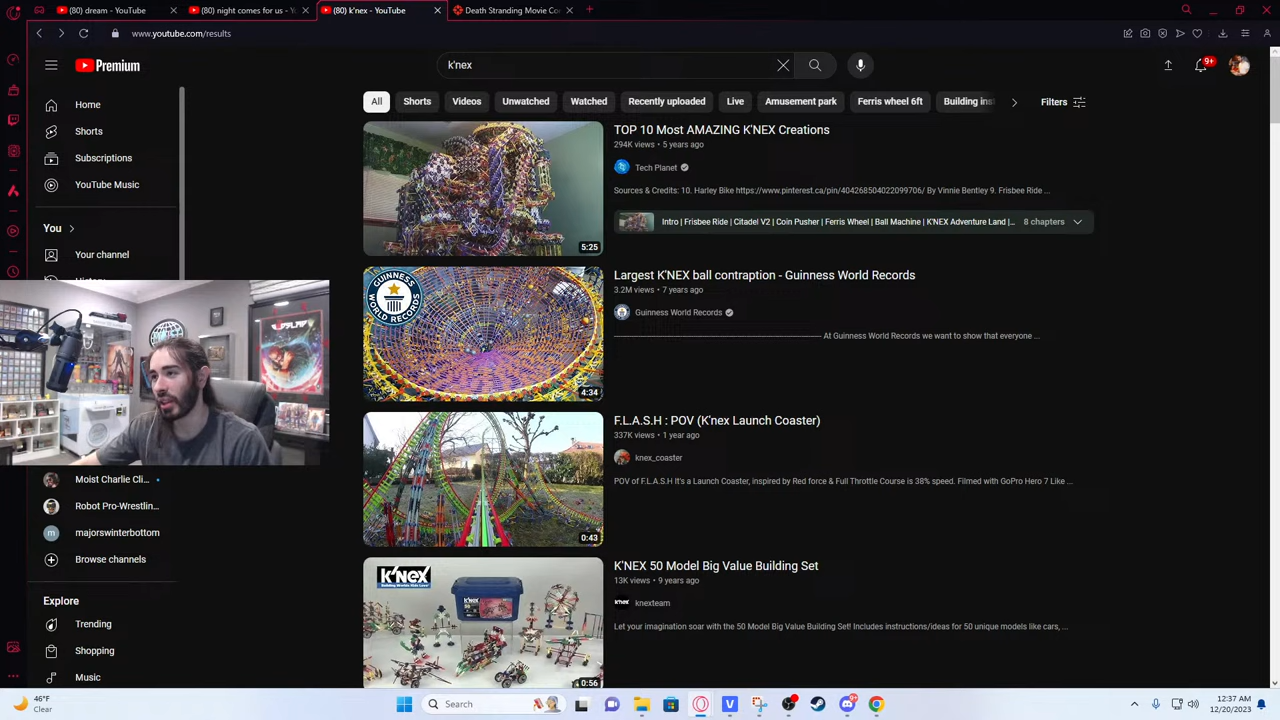 (80) dream - YouTube
(80) night comes for us - Y
(80) k'nex - YouTube
Death Stranding Movie Co
www.youtube.com/results
Premium
k'nex
9+
Home
Shorts
Subscriptions
YouTube Music
You
Your channel
All
Shorts
Videos
Unwatched
Watched
Recently uploaded
Live
Amusement park
Ferris wheel 6ft
Building ins
Filters
TOP 10 Most AMAZING K'NEX Creations
294K views • 5 years ago
Tech Planet
Sources & Credits: 10. Harley Bike https://www.pinterest.ca/pin/404268504022099706/ By Vinnie Bentley 9. Frisbee Ride ...
Intro | Frisbee Ride | Citadel V2 | Coin Pusher | Ferris Wheel | Ball Machine | K'NEX Adventure Land |...
8 chapters
5:25
GUINNESS WORLD RECORDS
Largest K'NEX ball contraption - Guinness World Records
3.2M views • 7 years ago
Guinness World Records
At Guinness World Records we want to show that everyone ...
4:34
F.L.A.S.H : POV (K'nex Launch Coaster)
337K views • 1 year ago
knex_coaster
POV of F.L.A.S.H It's a Launch Coaster, inspired by Red force & Full Throttle Course is 38% speed. Filmed with GoPro Hero 7 Like ...
0:43
K'NEX
K'NEX 50 Model Big Value Building Set
13K views • 9 years ago
knexteam
Let your imagination soar with the 50 Model Big Value Building Set! Includes instructions/ideas for 50 unique models like cars, ...
0:56
Moist Charlie Cli...
Robot Pro-Wrestlin...
m
majorswinterbottom
Browse channels
Explore
Trending
Shopping
Music
46°F
Clear
Search
9+
12:37 AM
12/20/2023